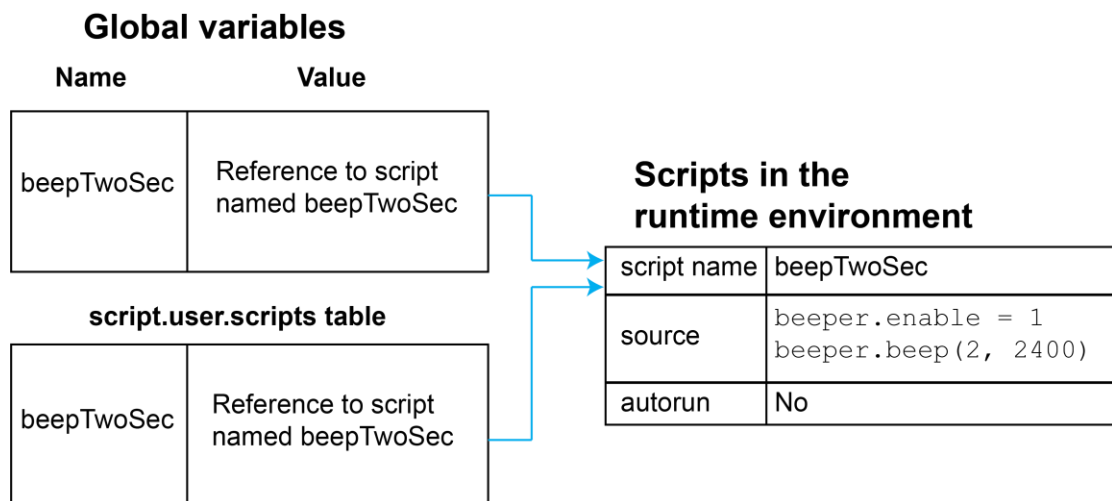 Global variables
Name Value
beepTwoSec
Reference to script
named beepTwoSec
script.user.scripts table
beepTwoSec
Reference to script
named beepTwoSec
Scripts in the
runtime environment
script name beepTwoSec
source
beeper.enable = 1
beeper.beep(2, 2400)
autorun No